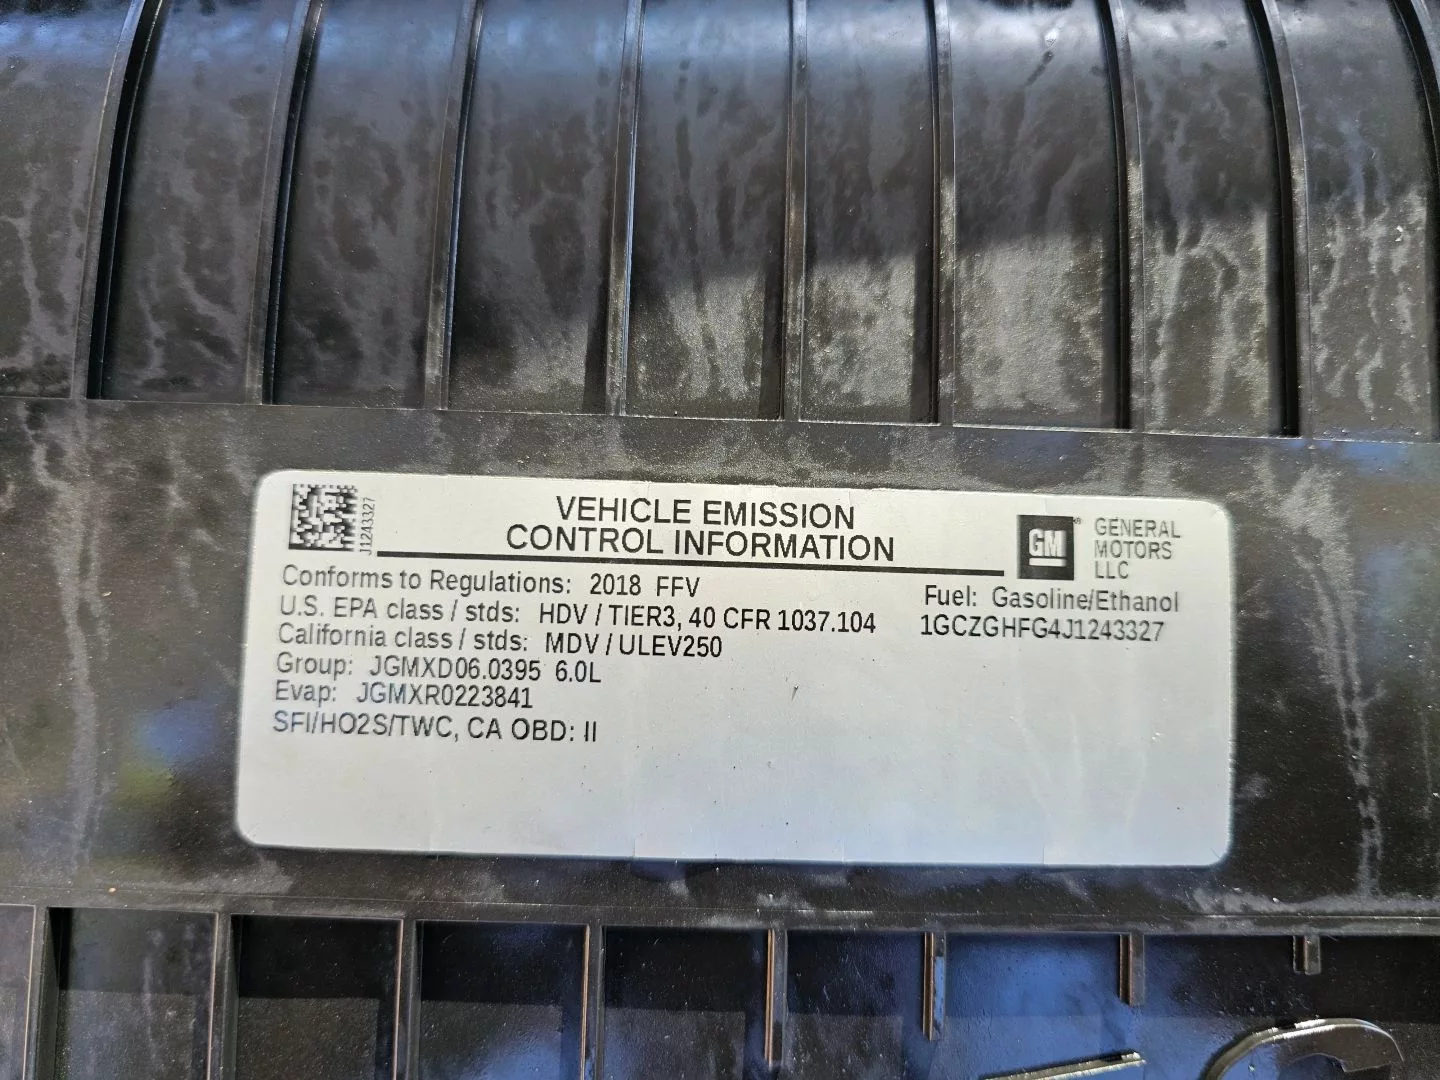 J1243327
VEHICLE EMISSION
CONTROL INFORMATION
GM®
GENERAL
MOTORS
LLC
Conforms to Regulations: 2018 FFV
U.S. EPA class / stds: HDV / TIER3, 40 CFR 1037.104
California class / stds: MDV / ULEV250
Group: JGMXD06.0395 6.0L
Evap: JGMXR0223841
SFI/HO2S/TWC, CA OBD: II
Fuel: Gasoline/Ethanol
1GCZGHFG4J1243327